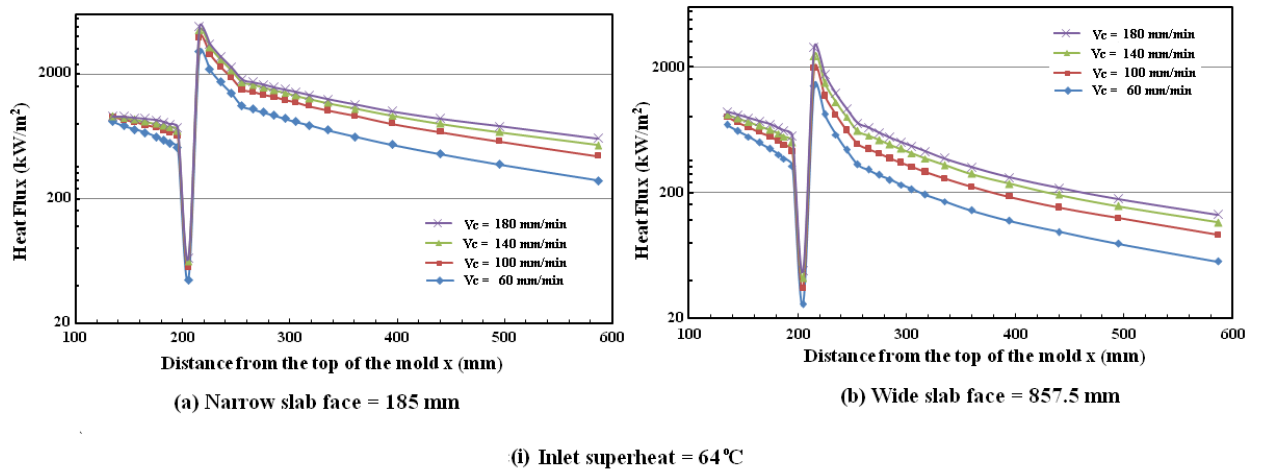 2000
200
20
100
200
300
400
500
600
Heat Flux (kW/m²)
Distance from the top of the mold x (mm)
Vc = 180 mm/min
Vc = 140 mm/min
Vc = 100 mm/min
Vc = 60 mm/min
(a) Narrow slab face = 185 mm
2000
200
20
100
200
300
400
500
600
Heat Flux (kW/m²)
Distance from the top of the mold x (mm)
Vc = 180 mm/min
Vc = 140 mm/min
Vc = 100 mm/min
Vc = 60 mm/min
(b) Wide slab face = 857.5 mm
(i) Inlet superheat = 64°C